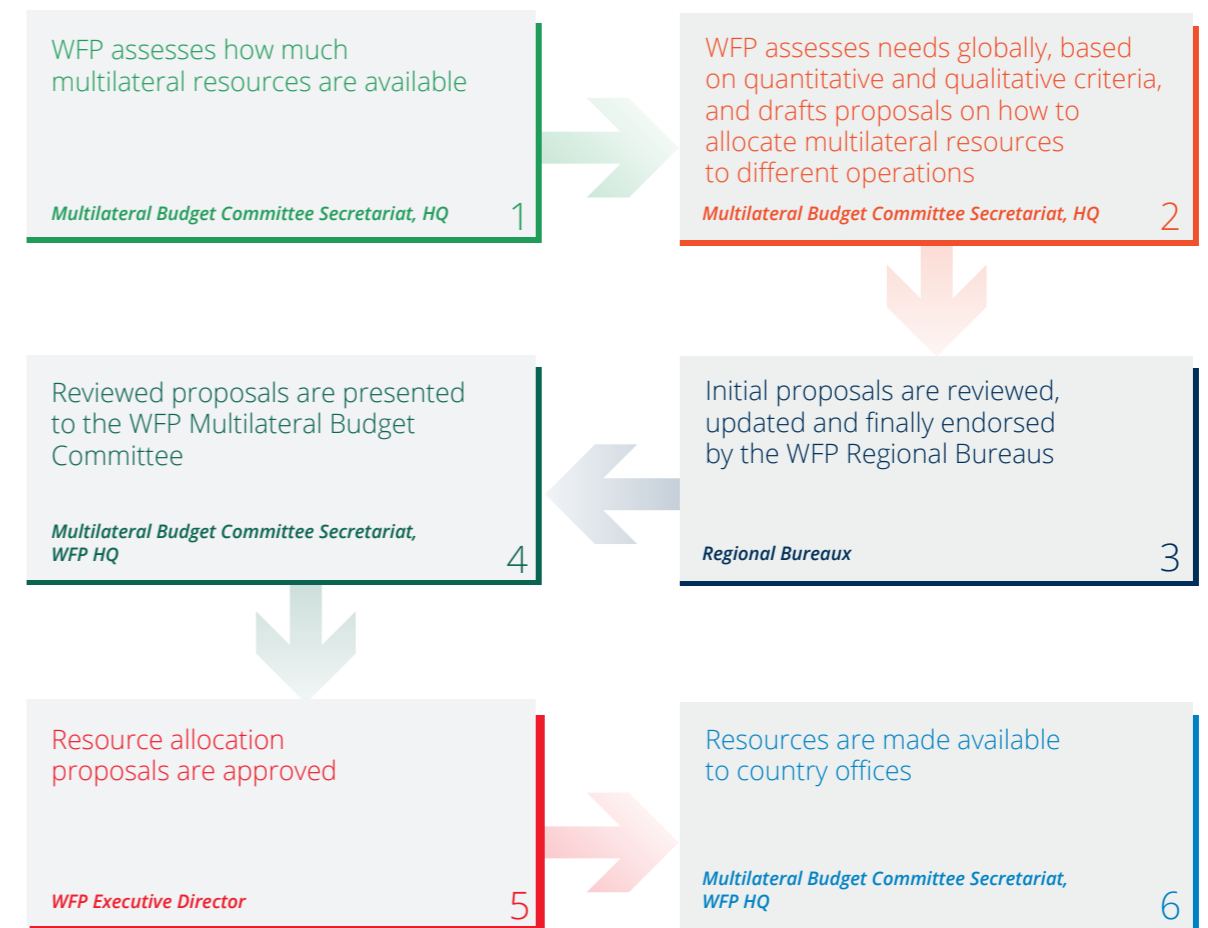 WFP assesses how much
multilateral resources are available
Multilateral Budget Committee Secretariat, HQ
1
WFP assesses needs globally, based
on quantitative and qualitative criteria,
and drafts proposals on how to
allocate multilateral resources
to different operations
Multilateral Budget Committee Secretariat, HQ
2
Initial proposals are reviewed,
updated and finally endorsed
by the WFP Regional Bureaus
Regional Bureaux
3
Reviewed proposals are presented
to the WFP Multilateral Budget
Committee
Multilateral Budget Committee Secretariat,
WFP HQ
4
Resource allocation
proposals are approved
WFP Executive Director
5
Resources are made available
to country offices
Multilateral Budget Committee Secretariat,
WFP HQ
6